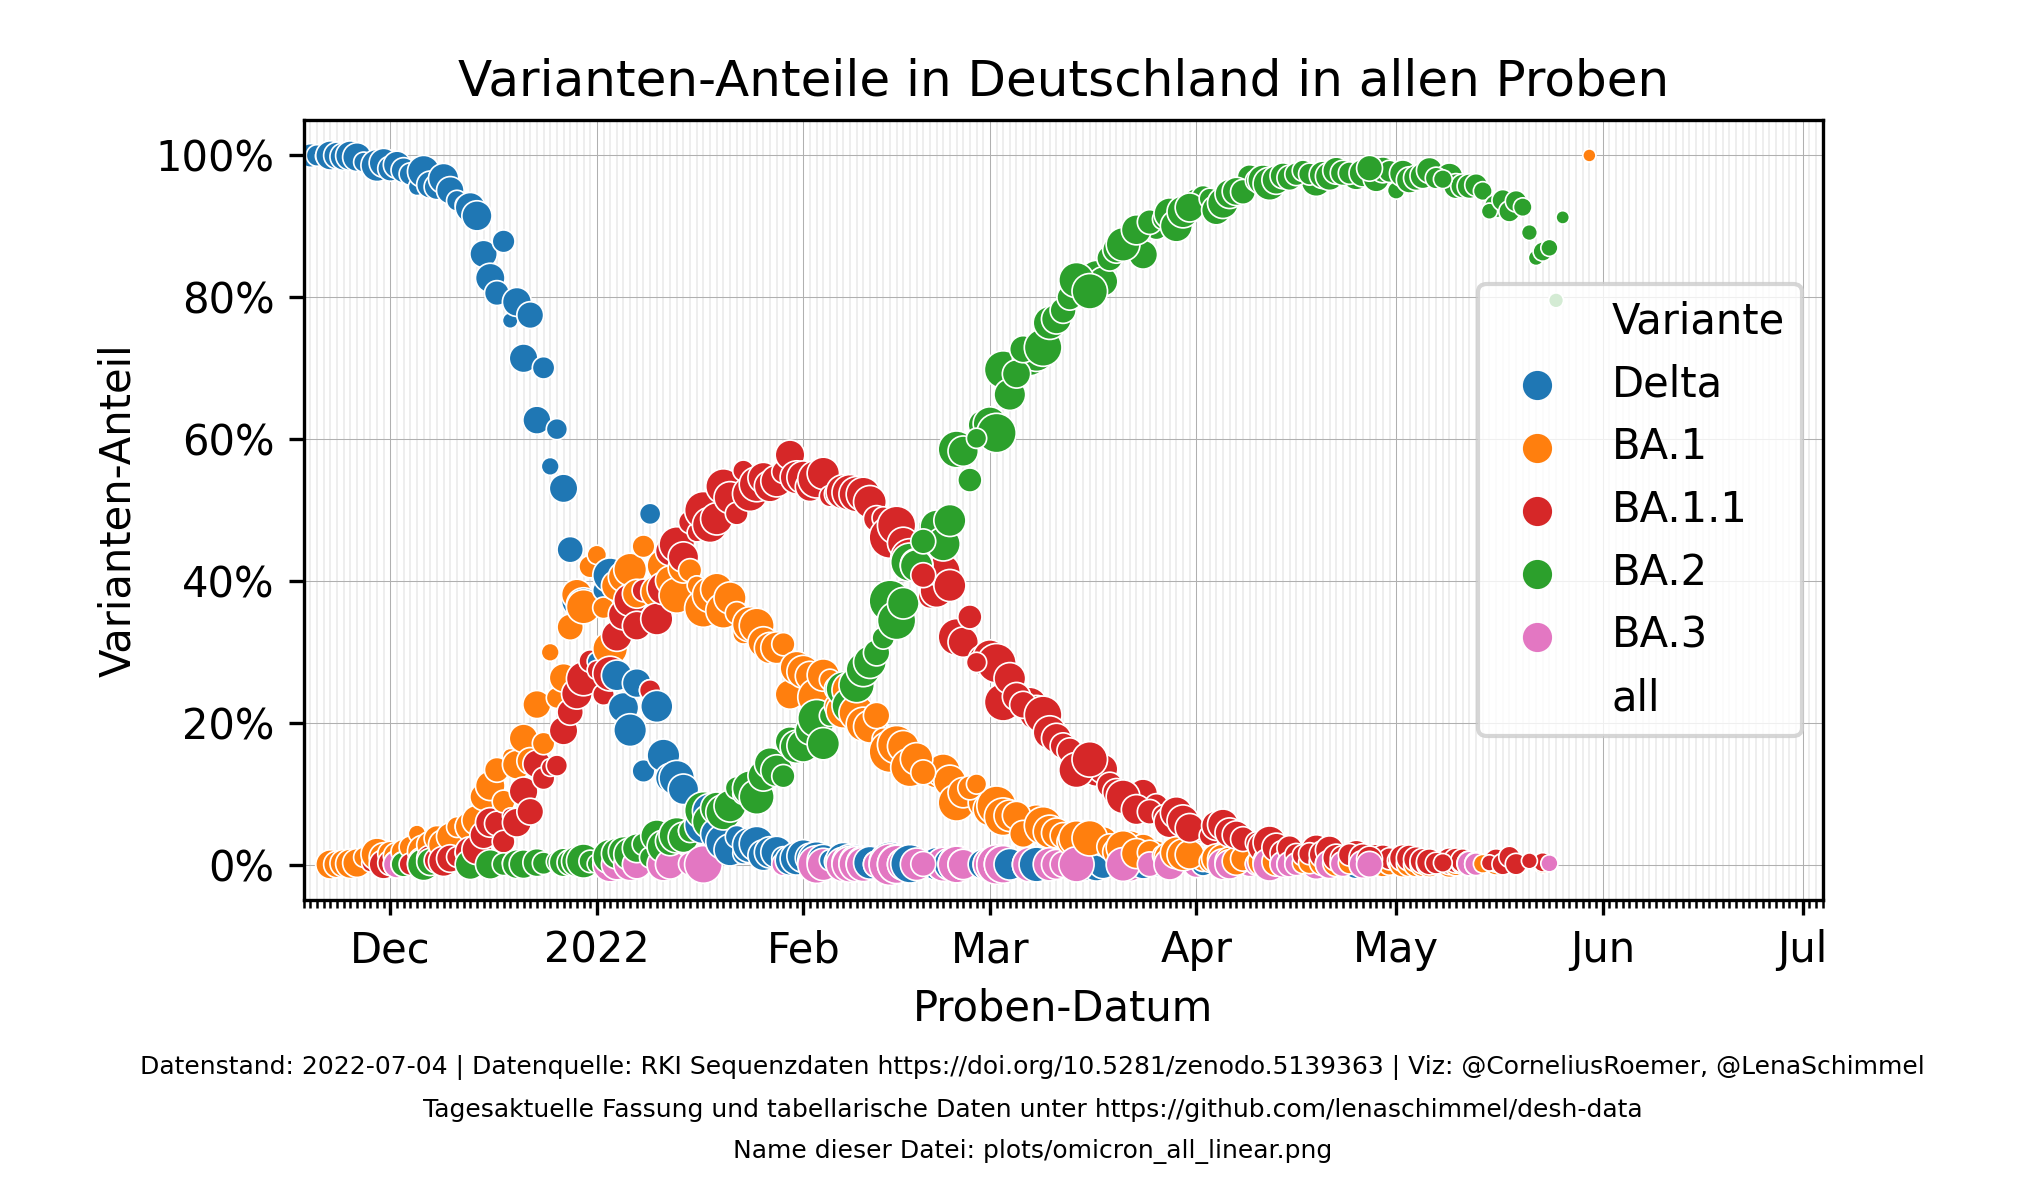 Varianten-Anteile in Deutschland in allen Proben
100%
80%
60%
40%
20%
0%
Varianten-Anteil
Variante
Delta
BA.1
BA.1.1
BA.2
BA.3
all
Dec 2022 Feb Mar Apr May Jun Jul
Proben-Datum
Datenstand: 2022-07-04 | Datenquelle: RKI Sequenzdaten https://doi.org/10.5281/zenodo.5139363 | Viz: @CorneliusRoemer, @LenaSchimmel
Tagesaktuelle Fassung und tabellarische Daten unter https://github.com/lenaschimmel/desh-data
Name dieser Datei: plots/omicron_all_linear.png